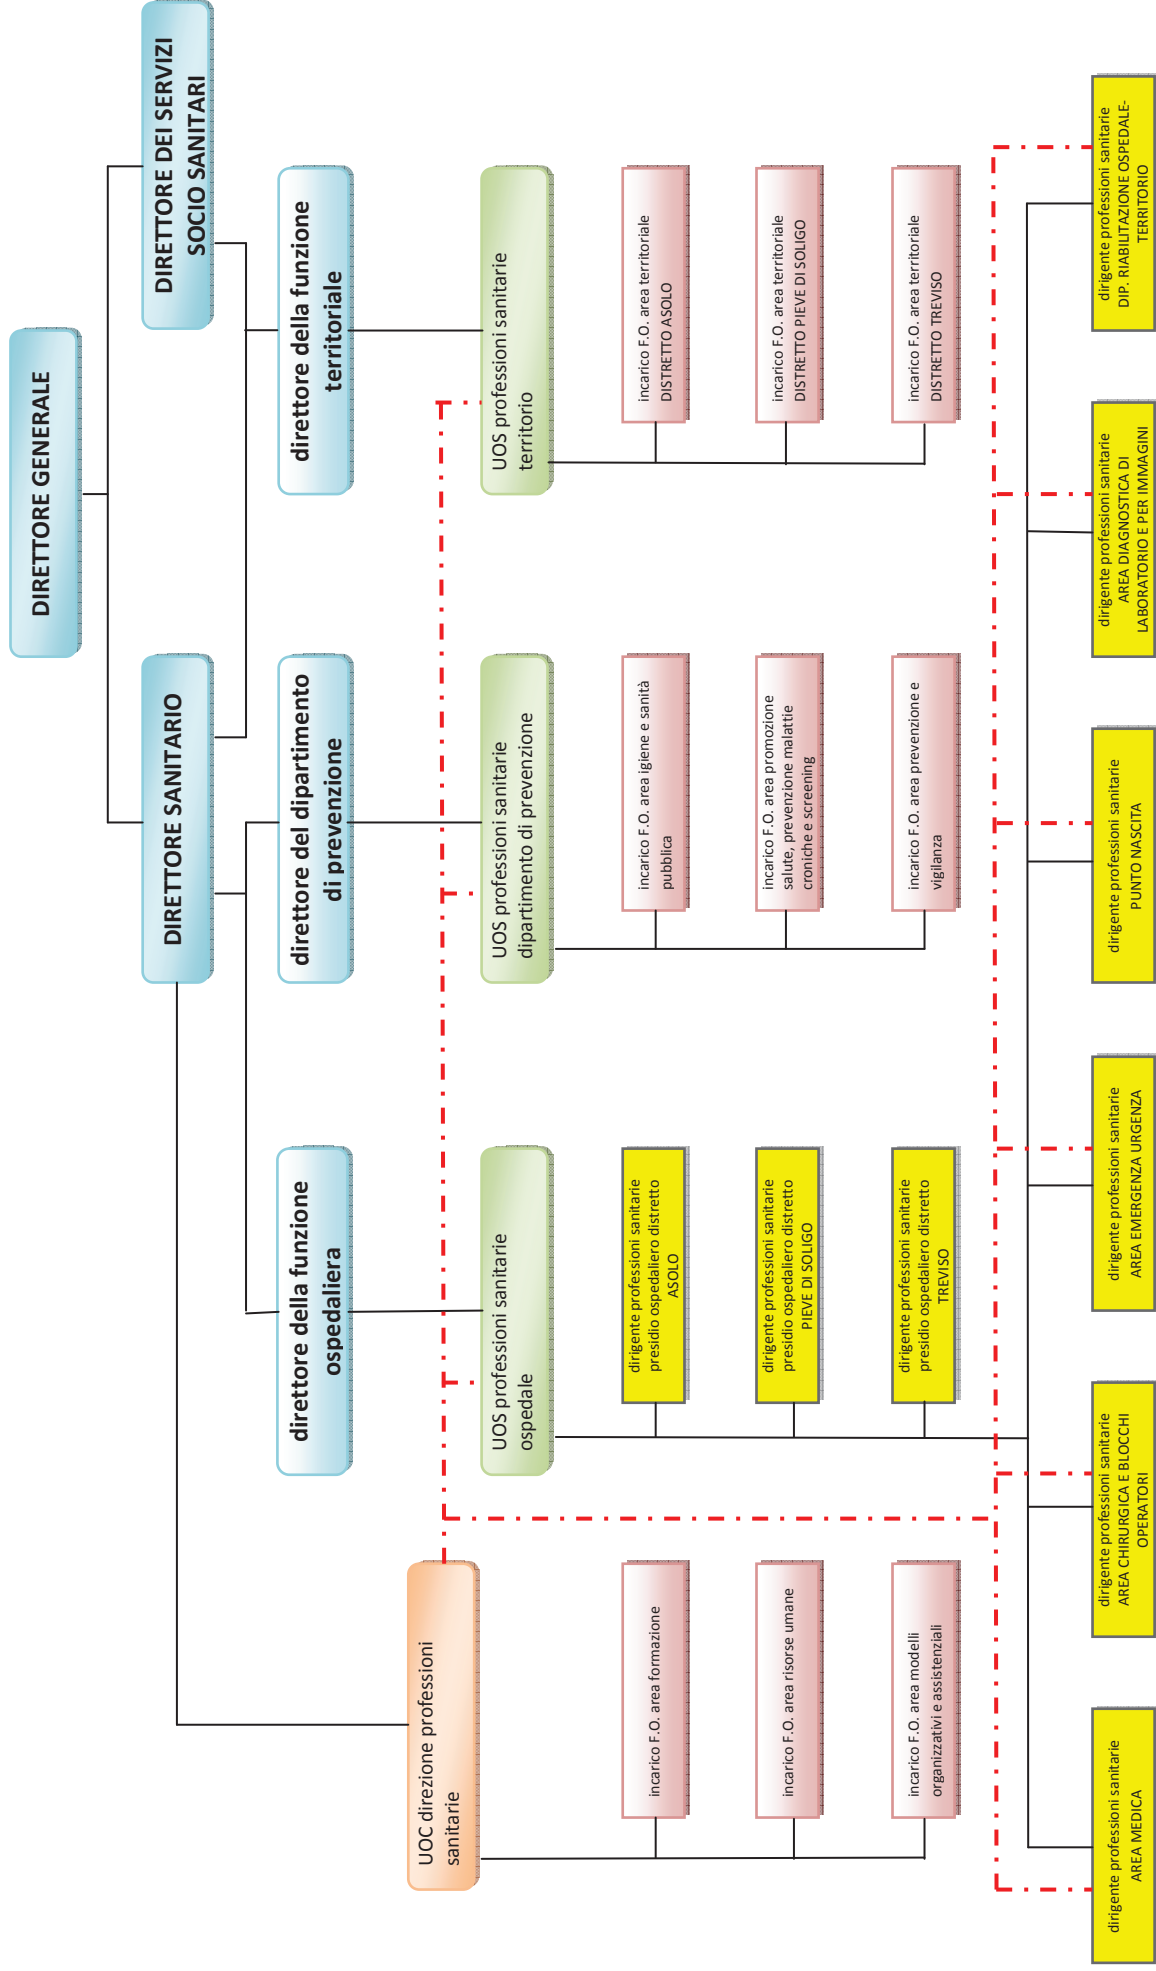 DIRETTORE GENERALE
DIRETTORE SANITARIO
DIRETTORE DEI SERVIZI
SOCIO SANITARI
direttore della funzione
ospedaliera
direttore del dipartimento
di prevenzione
direttore della funzione
territoriale
UOC direzione professioni
sanitarie
UOS professioni sanitarie
ospedale
UOS professioni sanitarie
dipartimento di prevenzione
UOS professioni sanitarie
territorio
incarico F.O. area formazione
incarico F.O. area risorse umane
incarico F.O. area modelli
organizzativi e assistenziali
dirigente professioni sanitarie
presidio ospedaliero distretto
ASOLO
dirigente professioni sanitarie
presidio ospedaliero distretto
PIEVE DI SOLIGO
dirigente professioni sanitarie
presidio ospedaliero distretto
TREVISO
incarico F.O. area igiene e sanità
pubblica
incarico F.O. area promozione
salute, prevenzione malattie
croniche e screening
incarico F.O. area prevenzione e
vigilanza
incarico F.O. area territoriale
DISTRETTO ASOLO
incarico F.O. area territoriale
DISTRETTO PIEVE DI SOLIGO
incarico F.O. area territoriale
DISTRETTO TREVISO
dirigente professioni sanitarie
AREA MEDICA
dirigente professioni sanitarie
AREA CHIRURGICA E BLOCCHI
OPERATORI
dirigente professioni sanitarie
AREA EMERGENZA URGENZA
dirigente professioni sanitarie
PUNTO NASCITA
dirigente professioni sanitarie
AREA DIAGNOSTICA DI
LABORATORIO E PER IMMAGINI
dirigente professioni sanitarie
DIP. RIABILITAZIONE OSPEDALE-
TERRITORIO